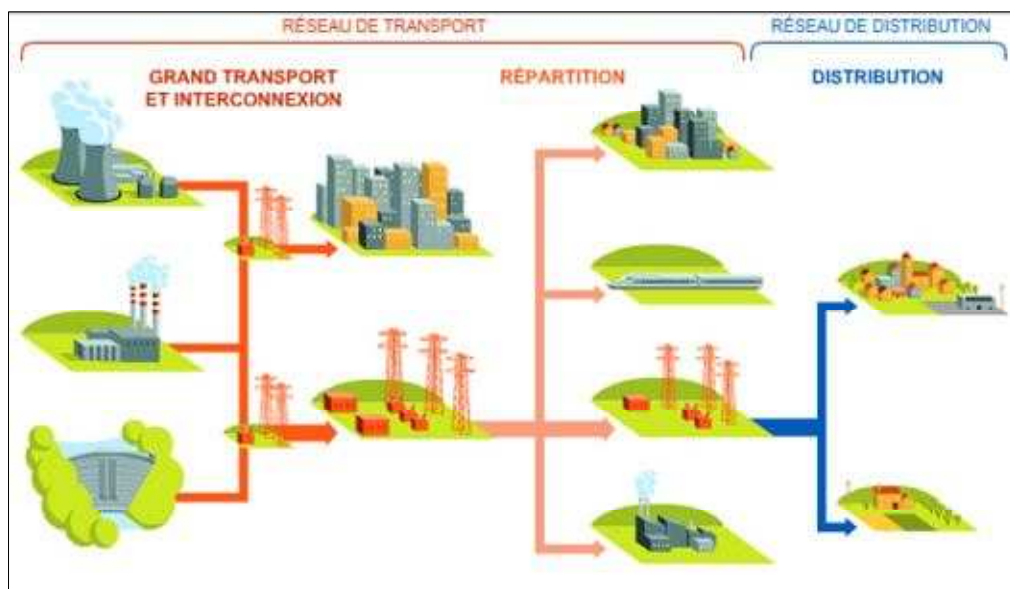 RÉSEAU DE TRANSPORT
RÉSEAU DE DISTRIBUTION
GRAND TRANSPORT
ET INTERCONNEXION
RÉPARTITION
DISTRIBUTION